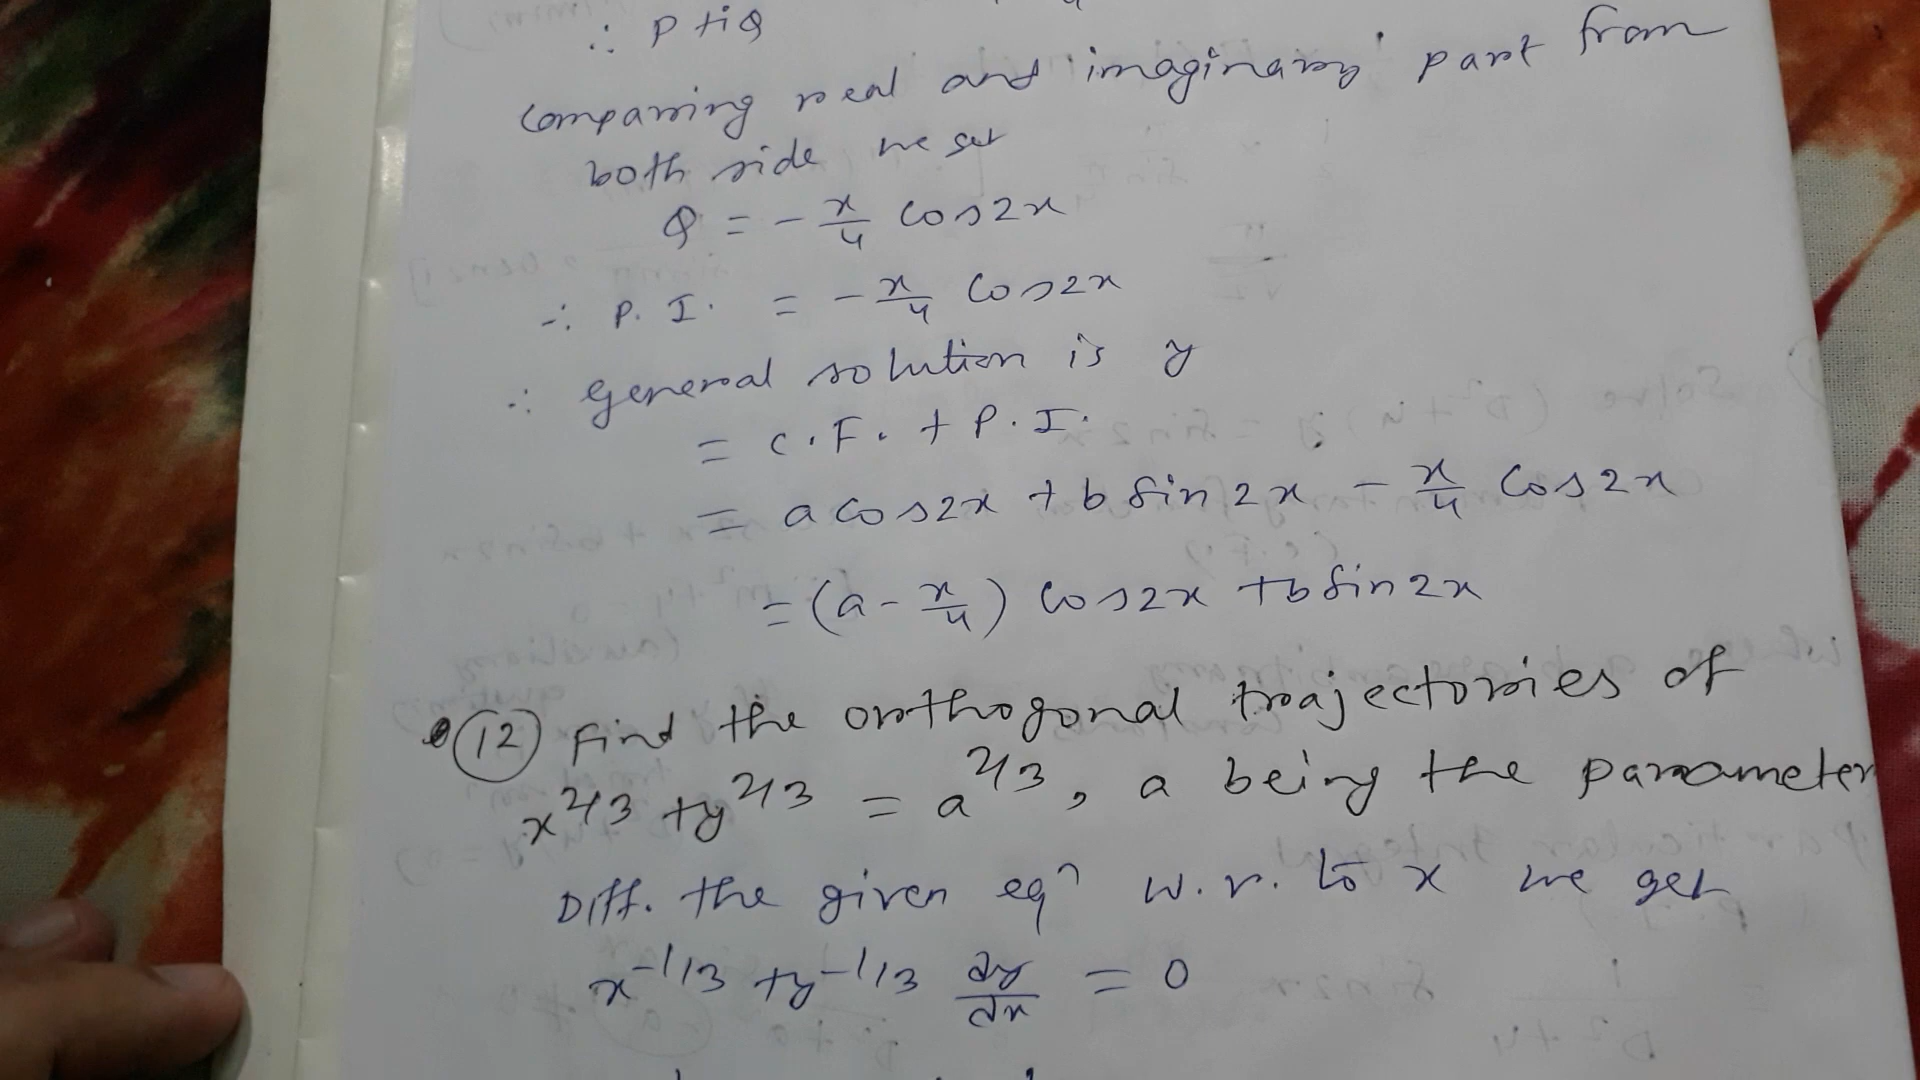 ∴ P+iQ
comparing real and imaginary part from
both side we get
Q = -x/4 cos2x
∴ P.I. = -x/4 cos2x
∴ general solution is y
= C.F. + P.I.
= a cos2x + b sin2x - x/4 cos2x
= (a - x/4) cos2x + b sin2x
(12) Find the orthogonal trajectories of
x^2/3 + y^2/3 = a^2/3, a being the parameter
Diff. the given eqn w.r. to x we get
x^-1/3 + y^-1/3 dy/dx = 0